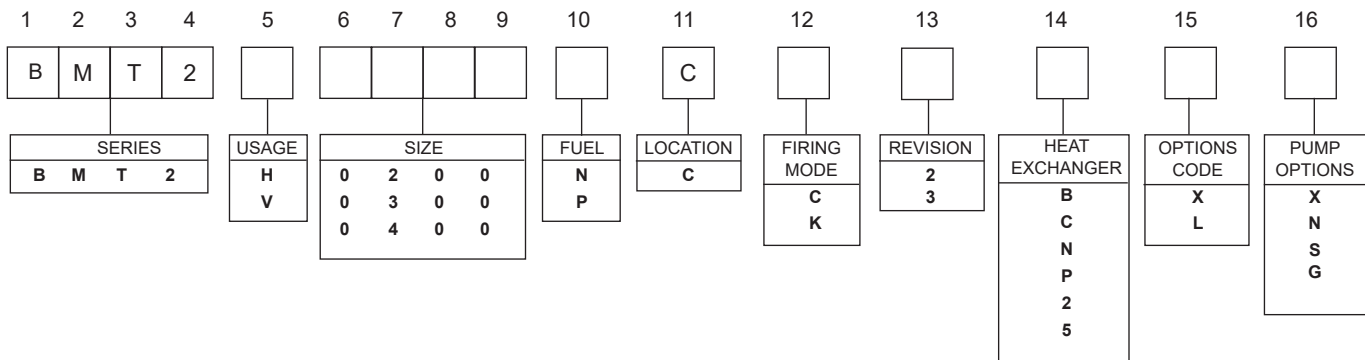 1 2 3 4 5 6 7 8 9 10 11 12 13 14 15 16
B M T 2 C
SERIES
B M T 2
USAGE
H
V
SIZE
0 2 0 0
0 3 0 0
0 4 0 0
FUEL
N
P
LOCATION
C
FIRING
MODE
C
K
REVISION
2
3
HEAT
EXCHANGER
B
C
N
P
2
5
OPTIONS
CODE
X
L
PUMP
OPTIONS
X
N
S
G